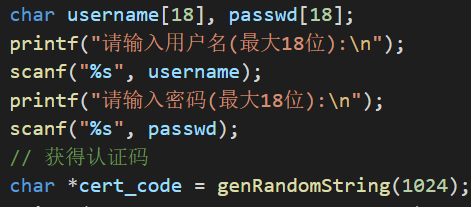 char username[18], passwd[18];
printf("请输入用户名(最大18位):\n");
scanf("%s", username);
printf("请输入密码(最大18位):\n");
scanf("%s", passwd);
// 获得认证码
char *cert_code = genRandomString(1024);